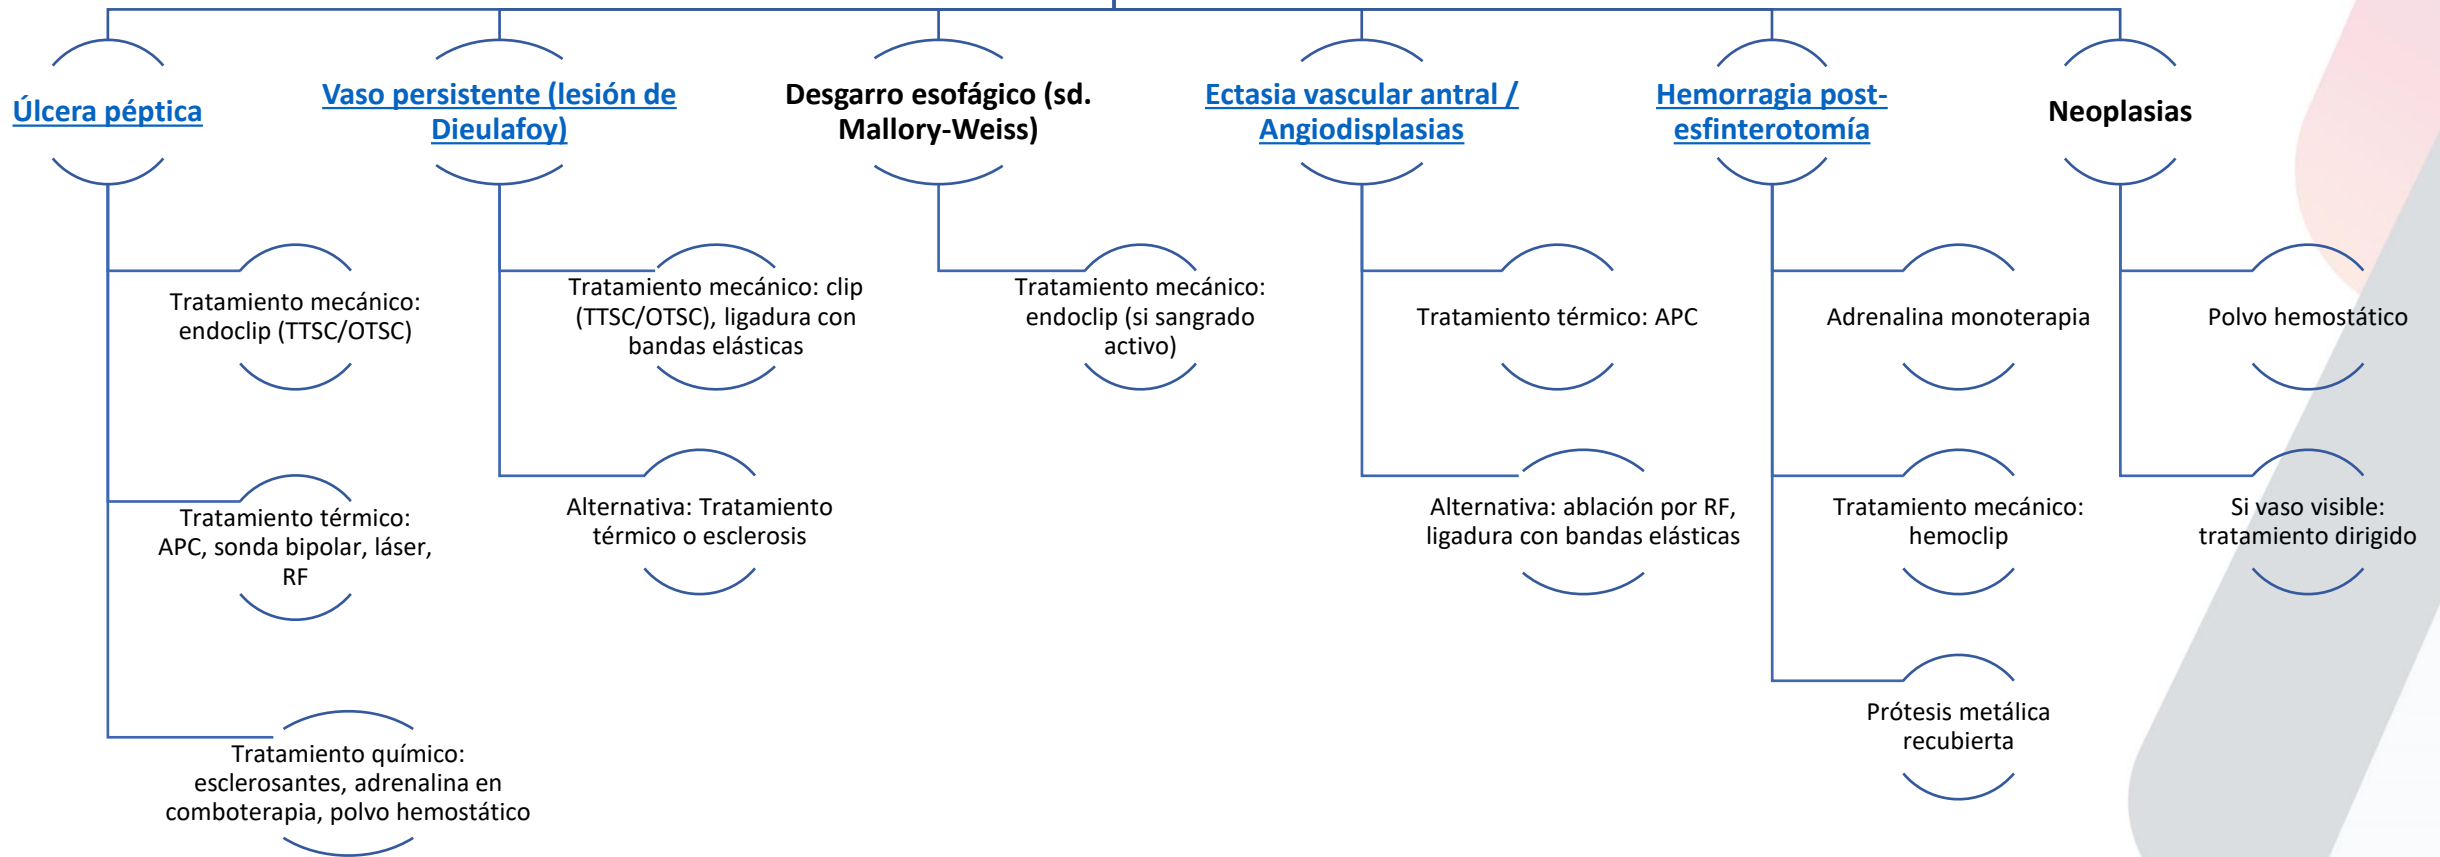 Úlcera péptica
Tratamiento mecánico:
endoclip (TTSC/OTSC)
Tratamiento térmico:
APC, sonda bipolar, láser,
RF
Tratamiento químico:
esclerosantes, adrenalina en
comboterapia, polvo hemostático
Vaso persistente (lesión de
Dieulafoy)
Tratamiento mecánico: clip
(TTSC/OTSC), ligadura con
bandas elásticas
Alternativa: Tratamiento
térmico o esclerosis
Desgarro esofágico (sd.
Mallory-Weiss)
Tratamiento mecánico:
endoclip (si sangrado
activo)
Ectasia vascular antral /
Angiodisplasias
Tratamiento térmico: APC
Alternativa: ablación por RF,
ligadura con bandas elásticas
Hemorragia post-
esfinterotomía
Adrenalina monoterapia
Tratamiento mecánico:
hemoclip
Prótesis metálica
recubierta
Neoplasias
Polvo hemostático
Si vaso visible:
tratamiento dirigido